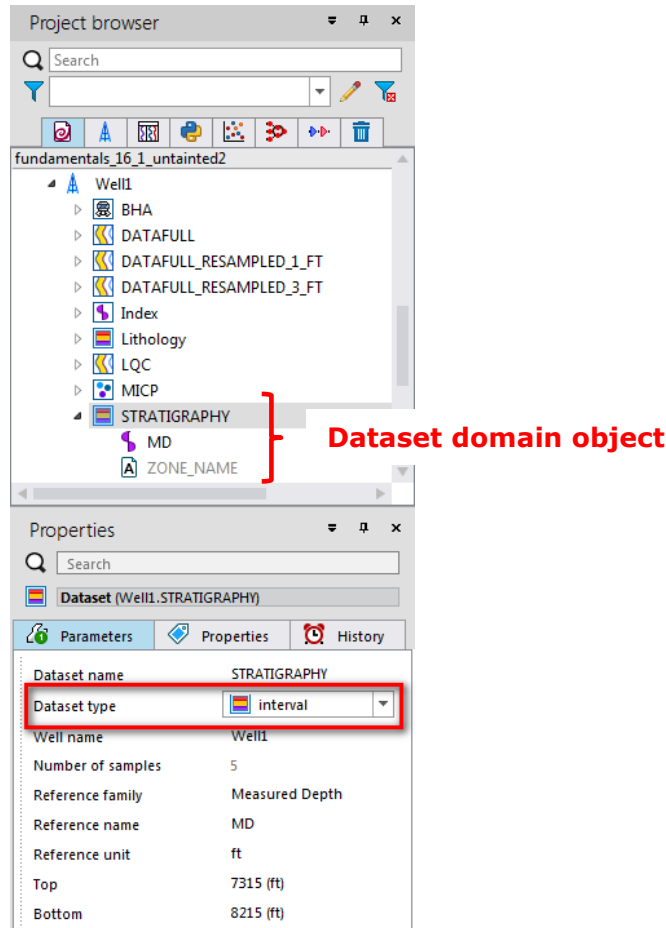 Project browser
Search
fundamentals_16_1_untainted2
Well1
BHA
DATAFULL
DATAFULL_RESAMPLED_1_FT
DATAFULL_RESAMPLED_3_FT
Index
Lithology
LQC
MICP
STRATIGRAPHY
MD
A ZONE_NAME
Dataset domain object
Properties
Search
Dataset (Well1.STRATIGRAPHY)
Parameters Properties History
Dataset name STRATIGRAPHY
Dataset type interval
Well name Well1
Number of samples 5
Reference family Measured Depth
Reference name MD
Reference unit ft
Top 7315 (ft)
Bottom 8215 (ft)